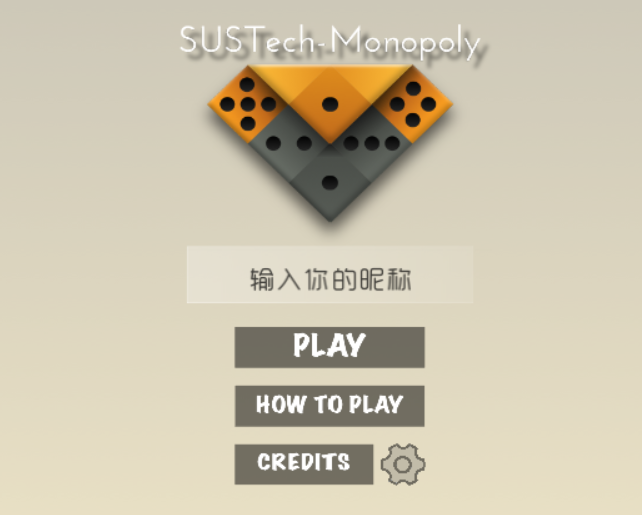 SUSTech-Monopoly
输入你的昵称
PLAY
HOW TO PLAY
CREDITS